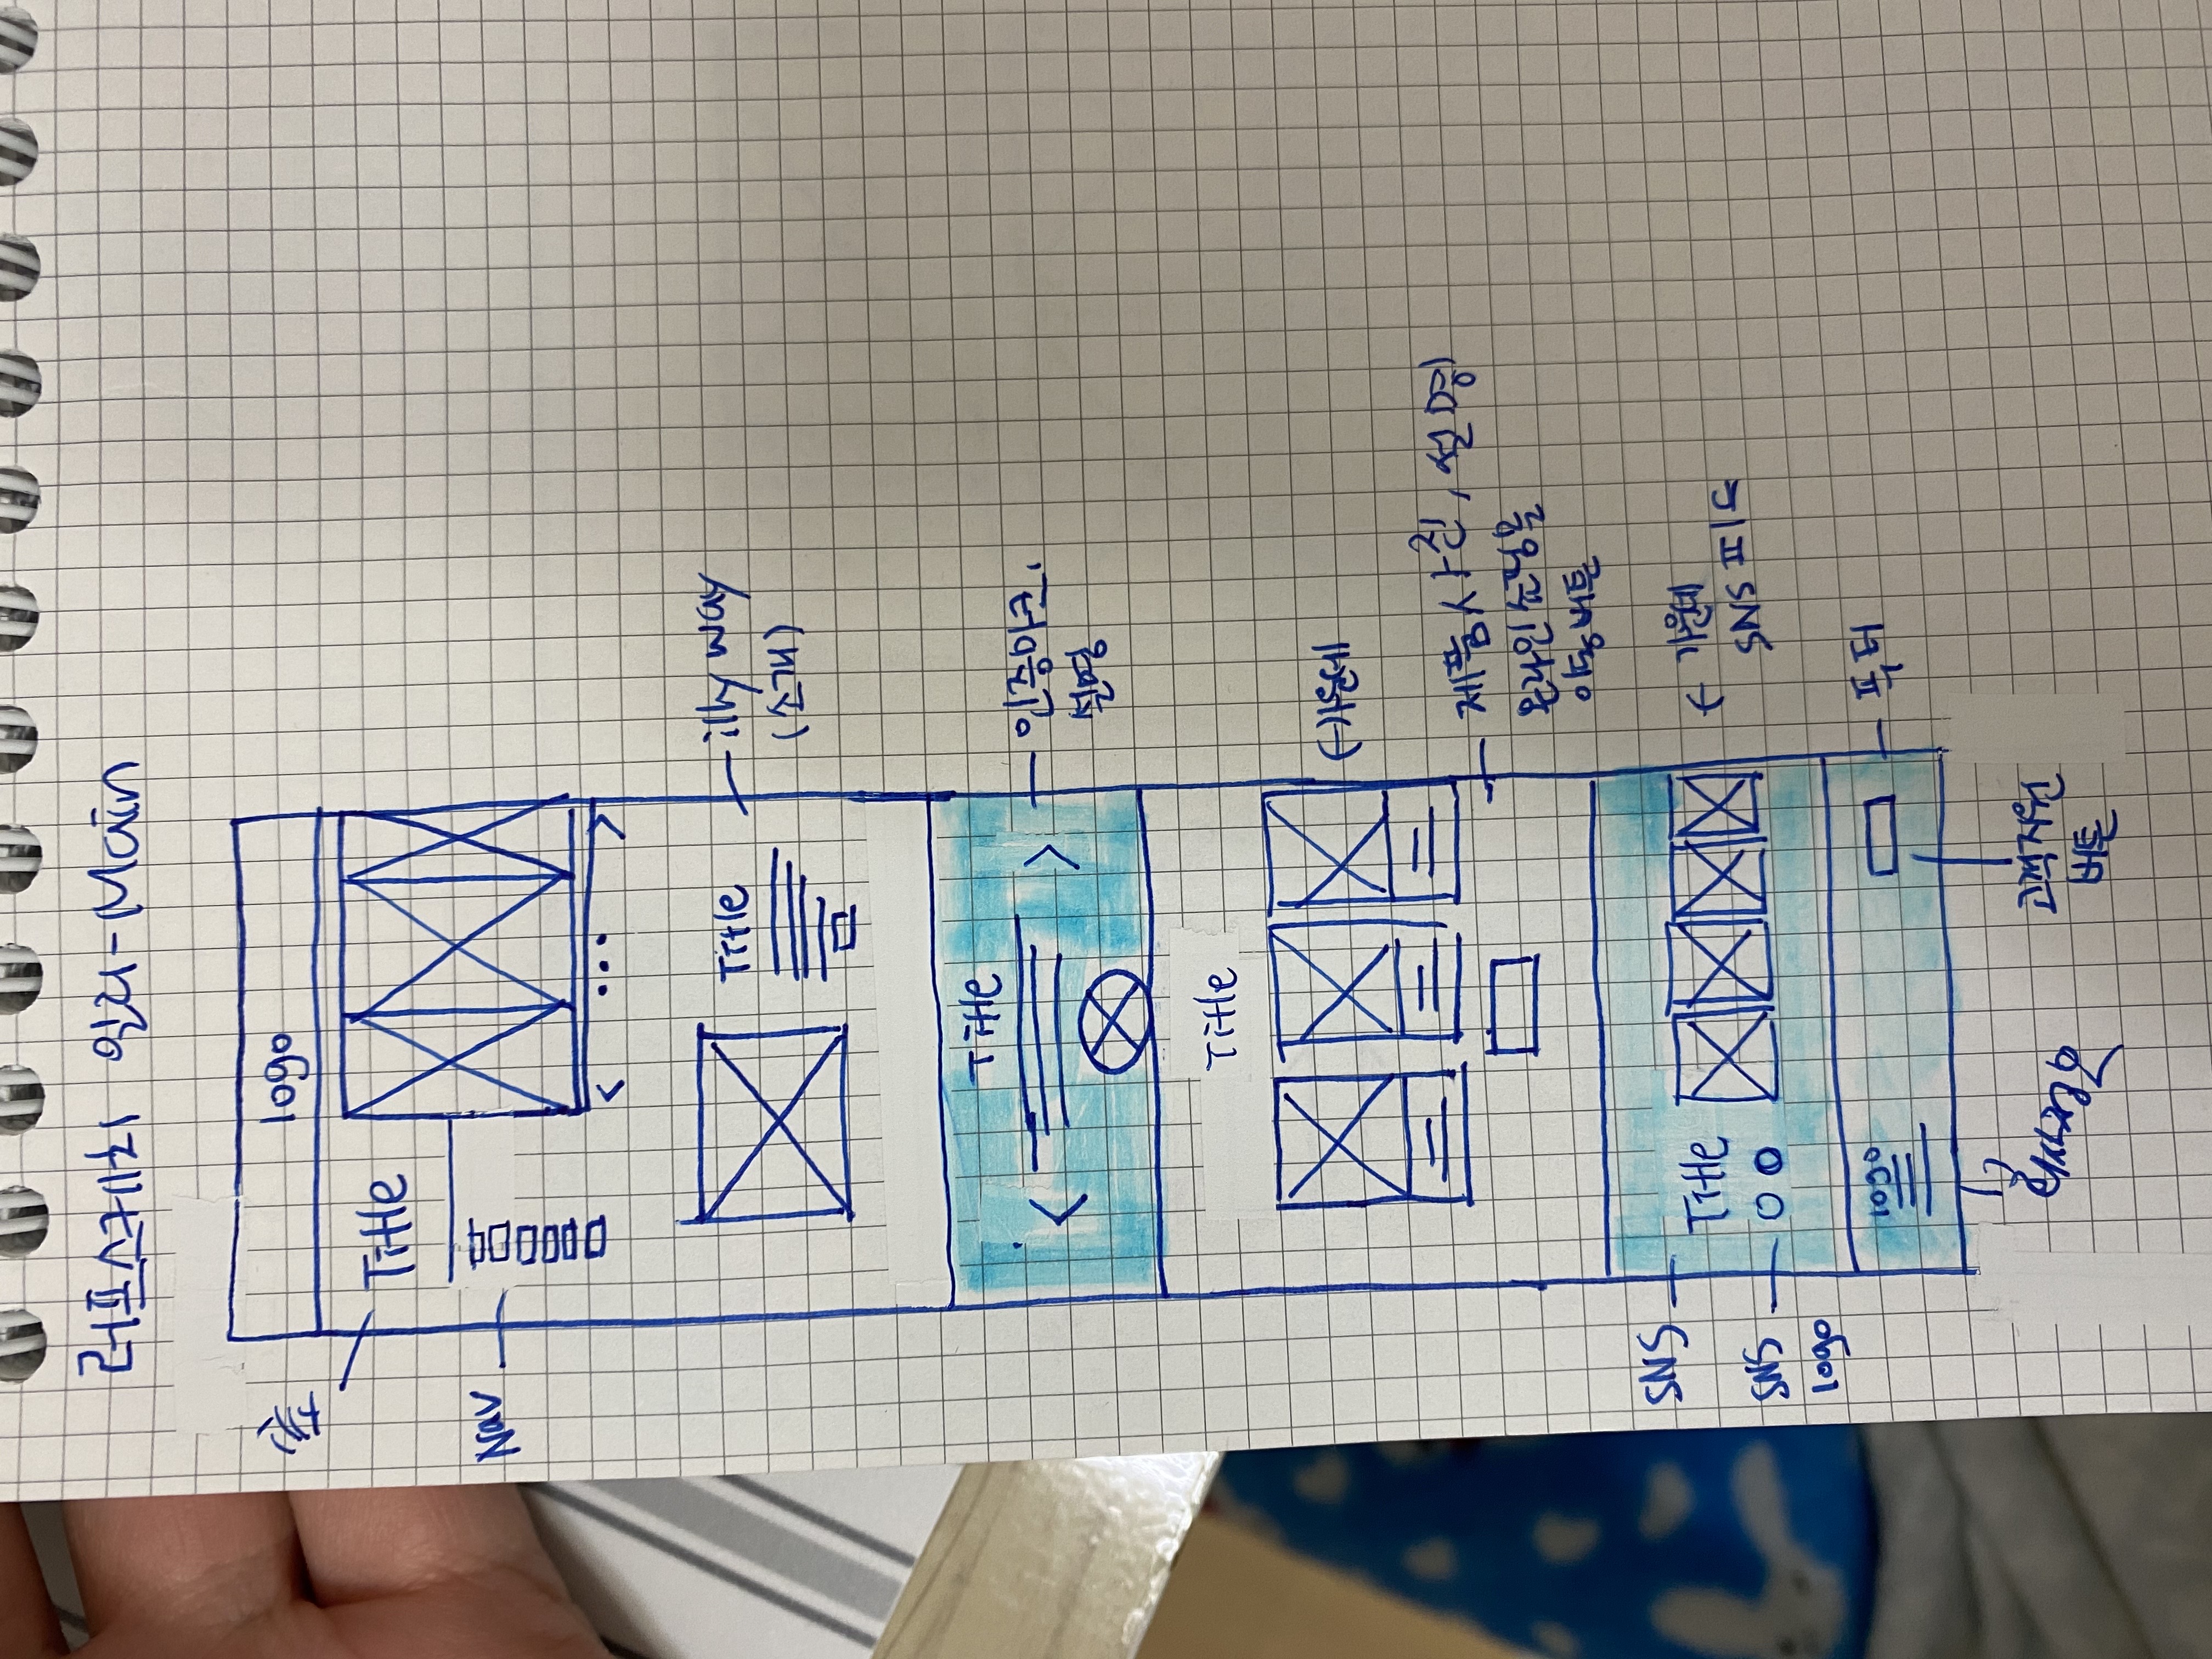 러프스케치 일리-Main
logo
Title
Nav
< ... >
Title
illy way
(소개)
Title
< >
인증마크,
설명
Title
가운데
제품사진, 설명
온라인 쇼핑몰
이동버튼
SNS
Title
가운데
SNS 피드
SNS
logo
logo
푸터
회사정보
고객지원
버튼